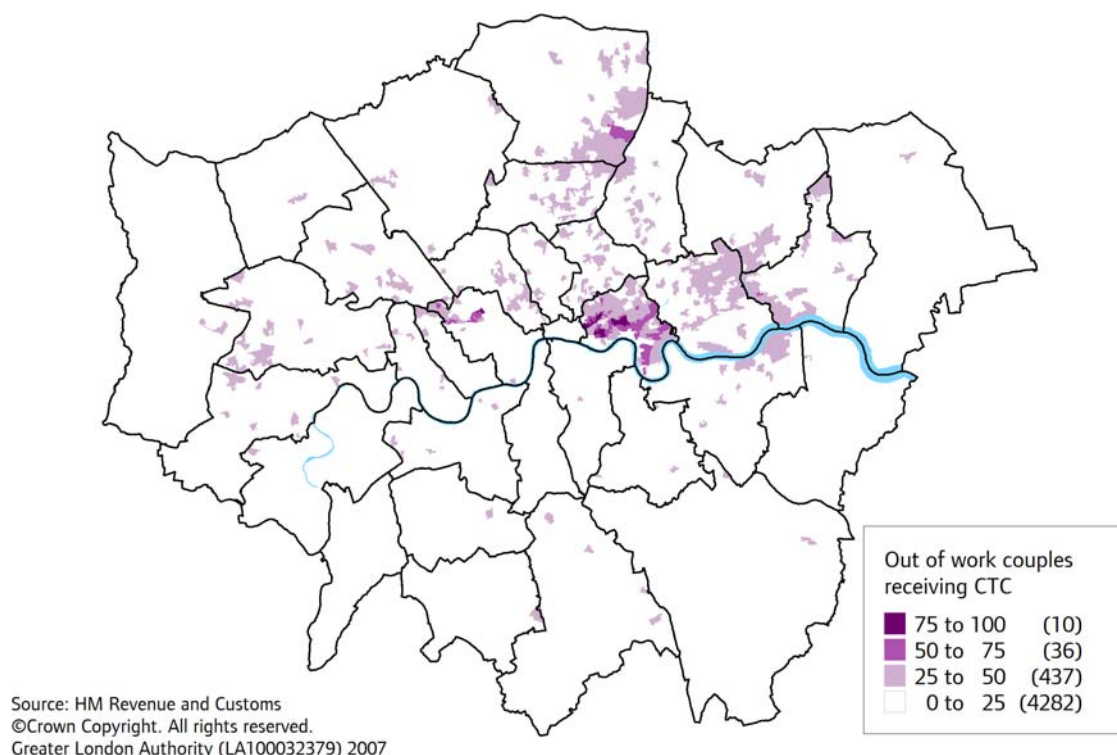 Out of work couples
receiving CTC
75 to 100 (10)
50 to 75 (36)
25 to 50 (437)
0 to 25 (4282)
Source: HM Revenue and Customs
©Crown Copyright. All rights reserved.
Greater London Authority (LA100032379) 2007